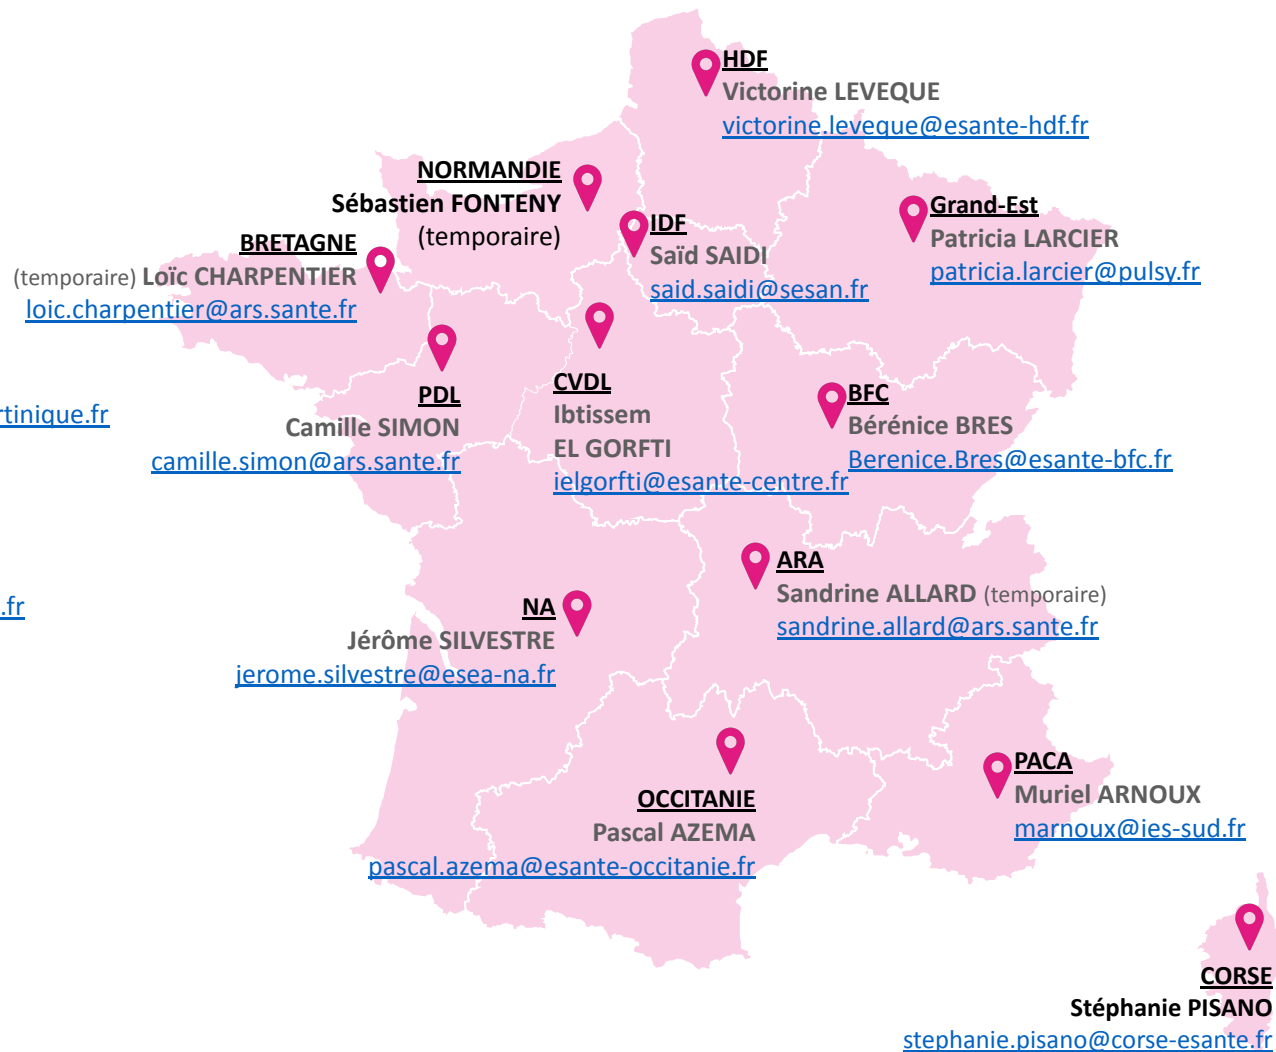 HDF
Victorine LEVEQUE
victorine.leveque@esante-hdf.fr
NORMANDIE
Sébastien FONTENY
(temporaire)
Grand-Est
Patricia LARCIER
patricia.larcier@pulsy.fr
IDF
Saïd SAIDI
said.saidi@sesan.fr
BRETAGNE
(temporaire) Loïc CHARPENTIER
loic.charpentier@ars.sante.fr
PDL
Camille SIMON
camille.simon@ars.sante.fr
CVDL
Ibtissem
EL GORFTI
ielgorfti@esante-centre.fr
BFC
Bérénice BRES
Berenice.Bres@esante-bfc.fr
rtinique.fr
ARA
Sandrine ALLARD (temporaire)
sandrine.allard@ars.sante.fr
.fr
NA
Jérôme SILVESTRE
jerome.silvestre@esea-na.fr
OCCITANIE
Pascal AZEMA
pascal.azema@esante-occitanie.fr
PACA
Muriel ARNOUX
marnoux@ies-sud.fr
CORSE
Stéphanie PISANO
stephanie.pisano@corse-esante.fr